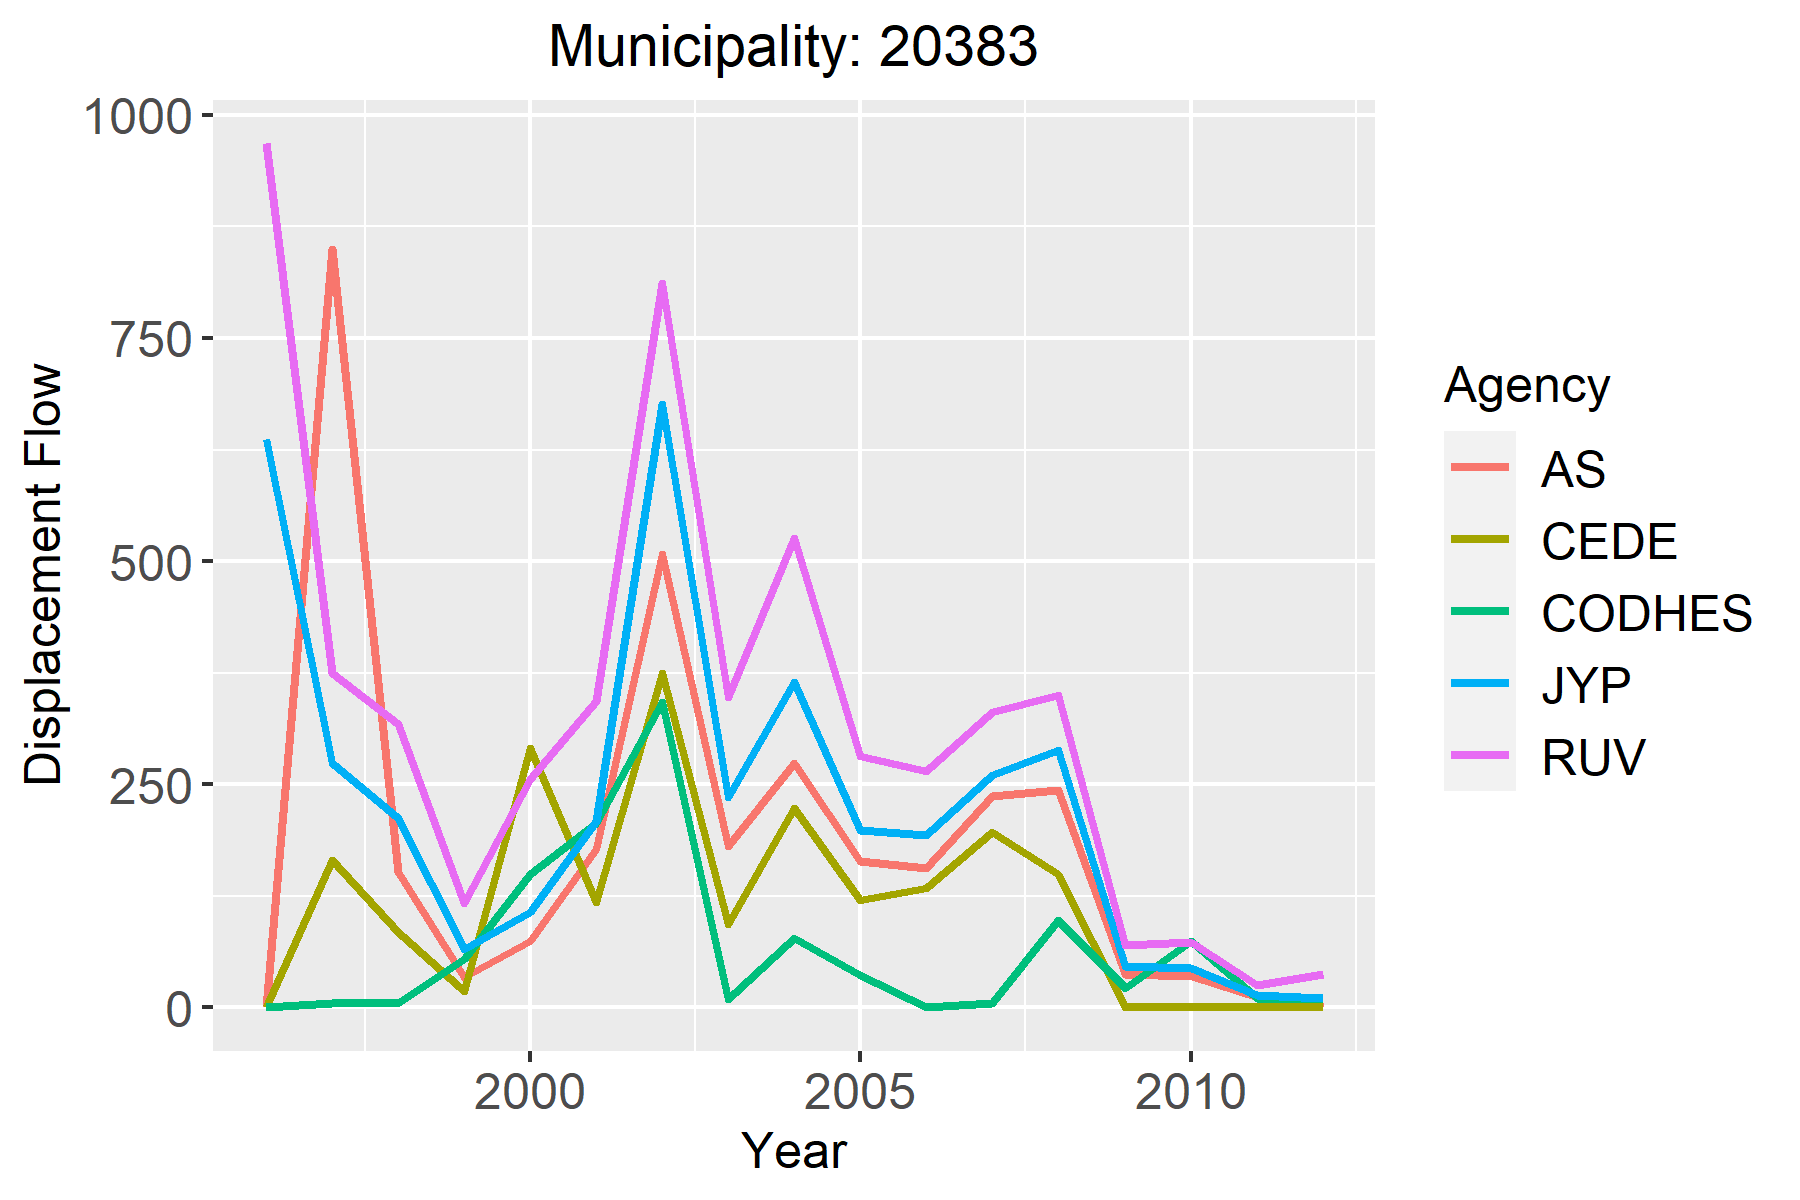 Municipality: 20383
1000
750
500
250
0
Displacement Flow
2000
2005
2010
Year
Agency
AS
CEDE
CODHES
JYP
RUV